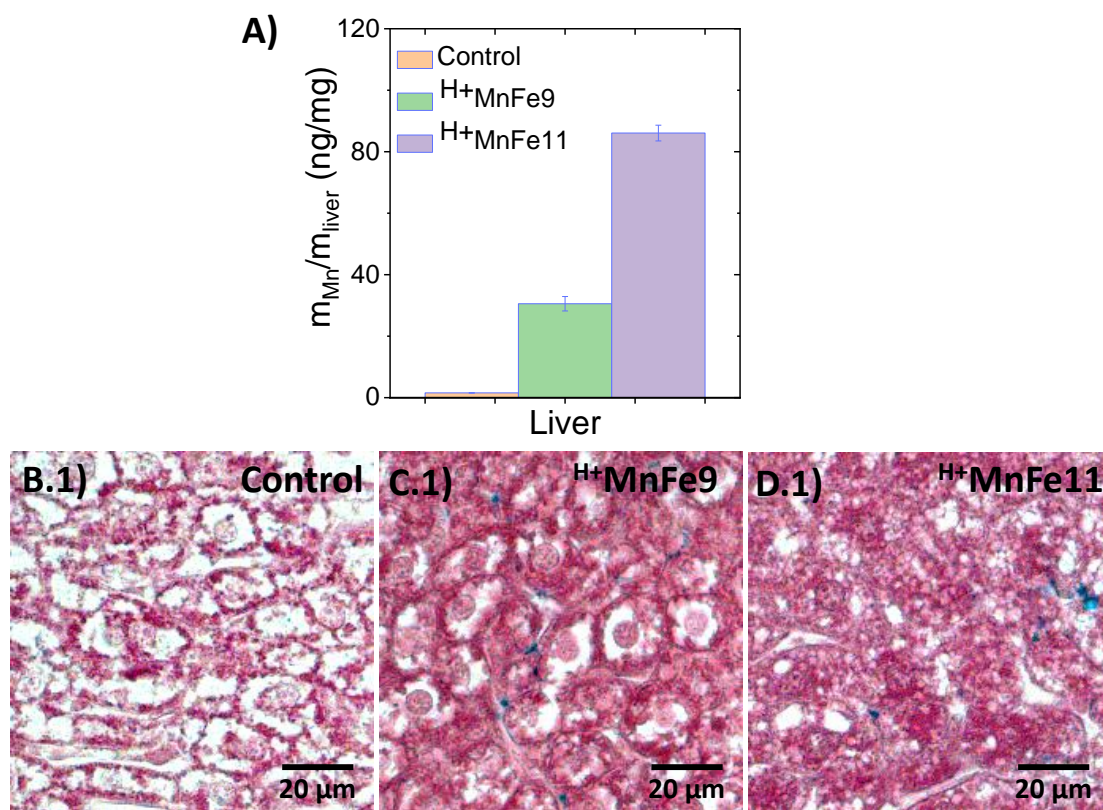 A)
120
80
40
0
m_Mn/m_liver (ng/mg)
Control
H+MnFe9
H+MnFe11
Liver
B.1) Control
20 µm
C.1) H+MnFe9
20 µm
D.1) H+MnFe11
20 µm